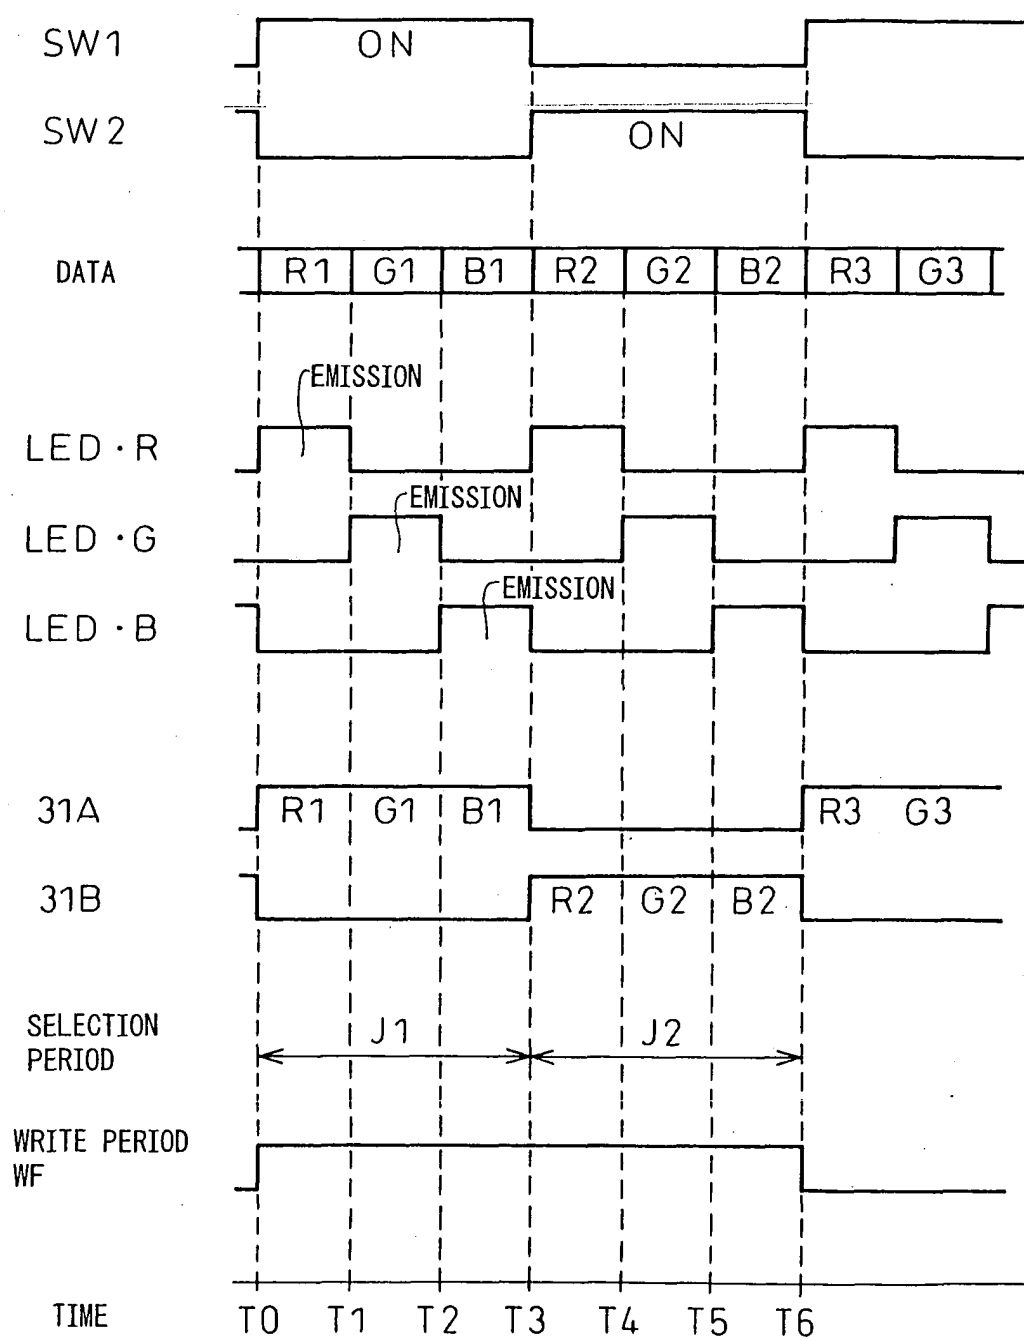 SW1 ON
SW2 ON
DATA R1 G1 B1 R2 G2 B2 R3 G3
EMISSION
LED·R
EMISSION
LED·G
EMISSION
LED·B
31A R1 G1 B1 R3 G3
31B R2 G2 B2
SELECTION
PERIOD
J1 J2
WRITE PERIOD
WF
TIME T0 T1 T2 T3 T4 T5 T6